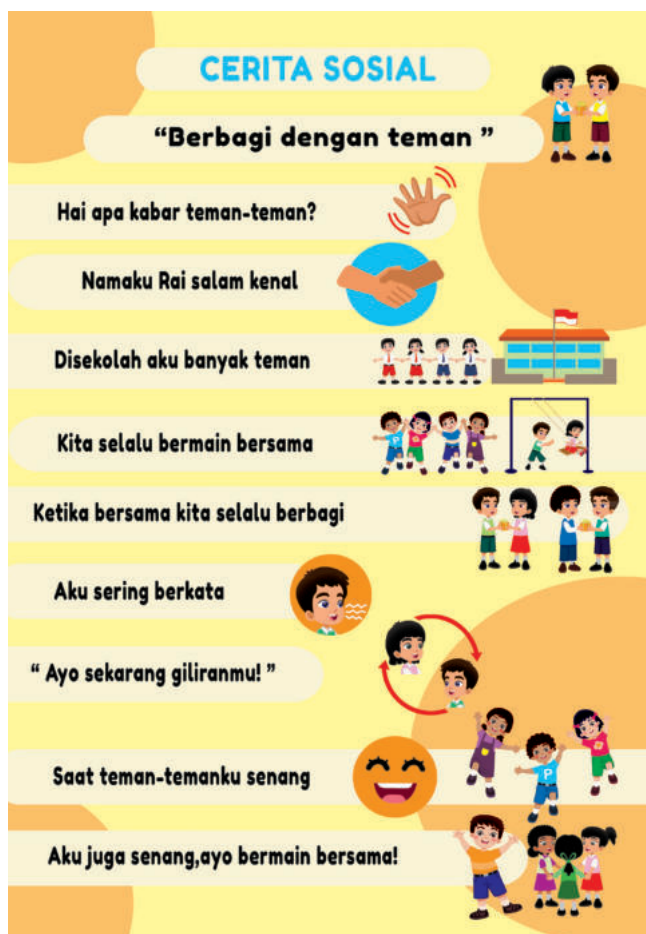 CERITA SOSIAL
“Berbagi dengan teman ”
Hai apa kabar teman-teman?
Namaku Rai salam kenal
Disekolah aku banyak teman
Kita selalu bermain bersama
Ketika bersama kita selalu berbagi
Aku sering berkata
“ Ayo sekarang giliranmu! ”
Saat teman-temanku senang
Aku juga senang,ayo bermain bersama!